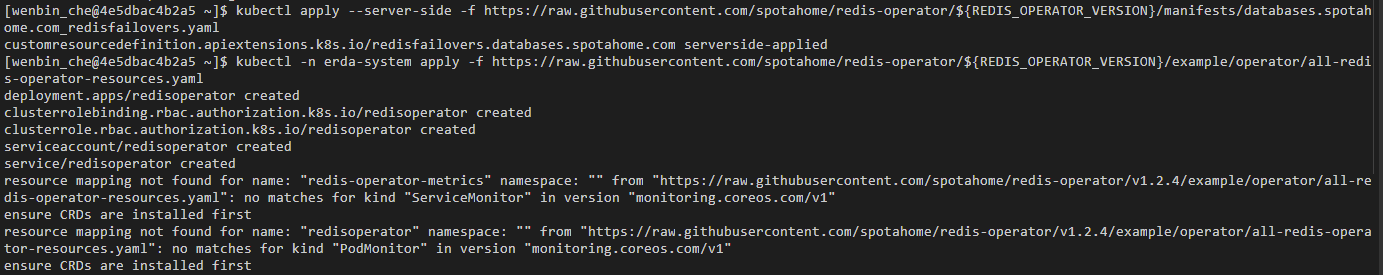 [wenbin_che@4e5dbac4b2a5 ~]$ kubectl apply --server-side -f https://raw.githubusercontent.com/spotahome/redis-operator/${REDIS_OPERATOR_VERSION}/manifests/databases.spotah
ome.com_redisfailovers.yaml
customresourcedefinition.apiextensions.k8s.io/redisfailovers.databases.spotahome.com serverside-applied
[wenbin_che@4e5dbac4b2a5 ~]$ kubectl -n erda-system apply -f https://raw.githubusercontent.com/spotahome/redis-operator/${REDIS_OPERATOR_VERSION}/example/operator/all-redi
s-operator-resources.yaml
deployment.apps/redisoperator created
clusterrolebinding.rbac.authorization.k8s.io/redisoperator created
clusterrole.rbac.authorization.k8s.io/redisoperator created
serviceaccount/redisoperator created
service/redisoperator created
resource mapping not found for name: "redis-operator-metrics" namespace: "" from "https://raw.githubusercontent.com/spotahome/redis-operator/v1.2.4/example/operator/all-re
dis-operator-resources.yaml": no matches for kind "ServiceMonitor" in version "monitoring.coreos.com/v1"
ensure CRDs are installed first
resource mapping not found for name: "redisoperator" namespace: "" from "https://raw.githubusercontent.com/spotahome/redis-operator/v1.2.4/example/operator/all-redis-opera
tor-resources.yaml": no matches for kind "PodMonitor" in version "monitoring.coreos.com/v1"
ensure CRDs are installed first